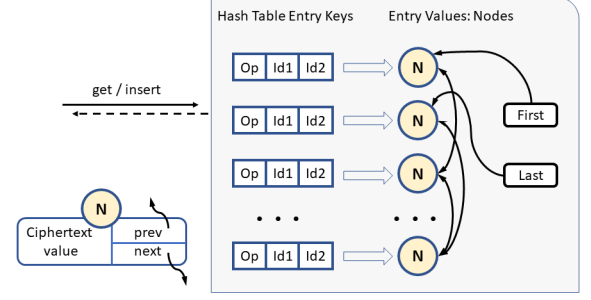 Hash Table Entry Keys
Entry Values: Nodes
Op Id1 Id2
N
get / insert
First
Op Id1 Id2
N
Op Id1 Id2
N
Last
N
Ciphertext
value
prev
next
. . .
. . .
Op Id1 Id2
N